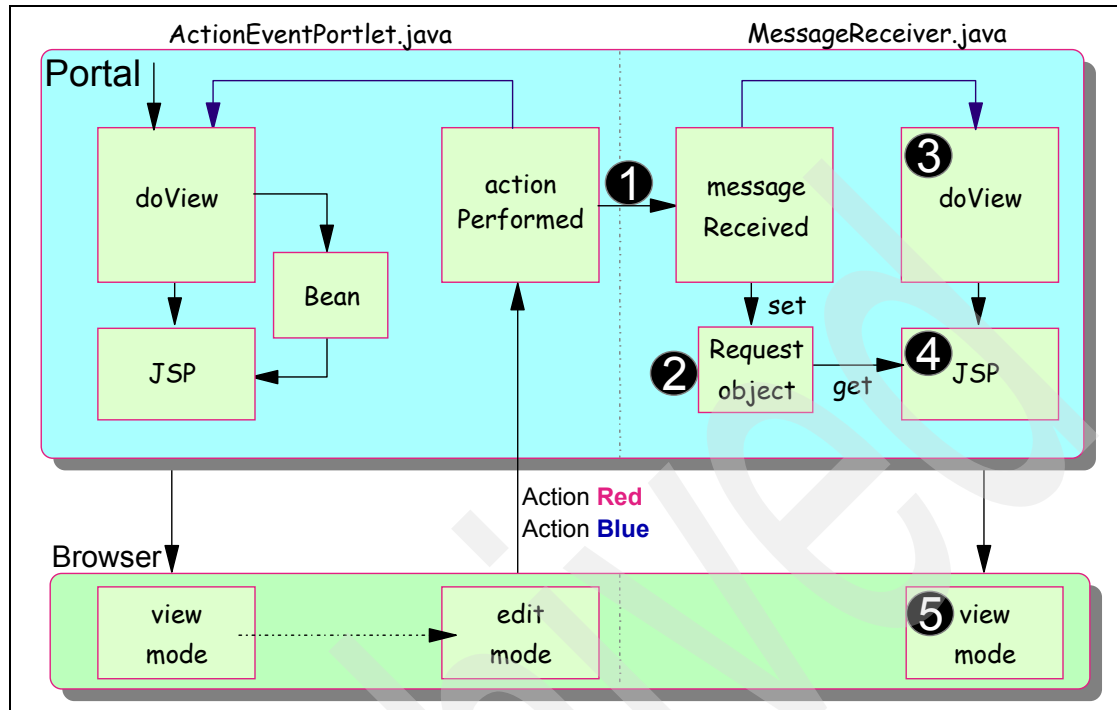 ActionEventPortlet.java
MessageReceiver.java
Portal
doView
Bean
JSP
action
Performed
1
message
Received
set
2
Request
object
get
3
doView
4
JSP
Action Red
Action Blue
Browser
view
mode
edit
mode
5
view
mode